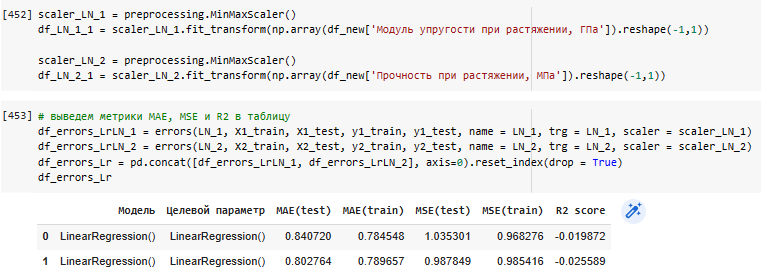 [452] scaler_LN_1 = preprocessing.MinMaxScaler()
df_LN_1_1 = scaler_LN_1.fit_transform(np.array(df_new['Модуль упругости при растяжении, ГПа']).reshape(-1,1))
scaler_LN_2 = preprocessing.MinMaxScaler()
df_LN_2_1 = scaler_LN_2.fit_transform(np.array(df_new['Прочность при растяжении, МПа']).reshape(-1,1))
[453] # выведем метрики MAE, MSE и R2 в таблицу
df_errors_LrLN_1 = errors(LN_1, X1_train, X1_test, y1_train, y1_test, name = LN_1, trg = LN_1, scaler = scaler_LN_1)
df_errors_LrLN_2 = errors(LN_2, X2_train, X2_test, y2_train, y2_test, name = LN_2, trg = LN_2, scaler = scaler_LN_2)
df_errors_Lr = pd.concat([df_errors_LrLN_1, df_errors_LrLN_2], axis=0).reset_index(drop = True)
df_errors_Lr
Модель Целевой параметр MAE(test) MAE(train) MSE(test) MSE(train) R2 score
0 LinearRegression() LinearRegression() 0.840720 0.784548 1.035301 0.968276 -0.019872
1 LinearRegression() LinearRegression() 0.802764 0.789657 0.987849 0.985416 -0.025589